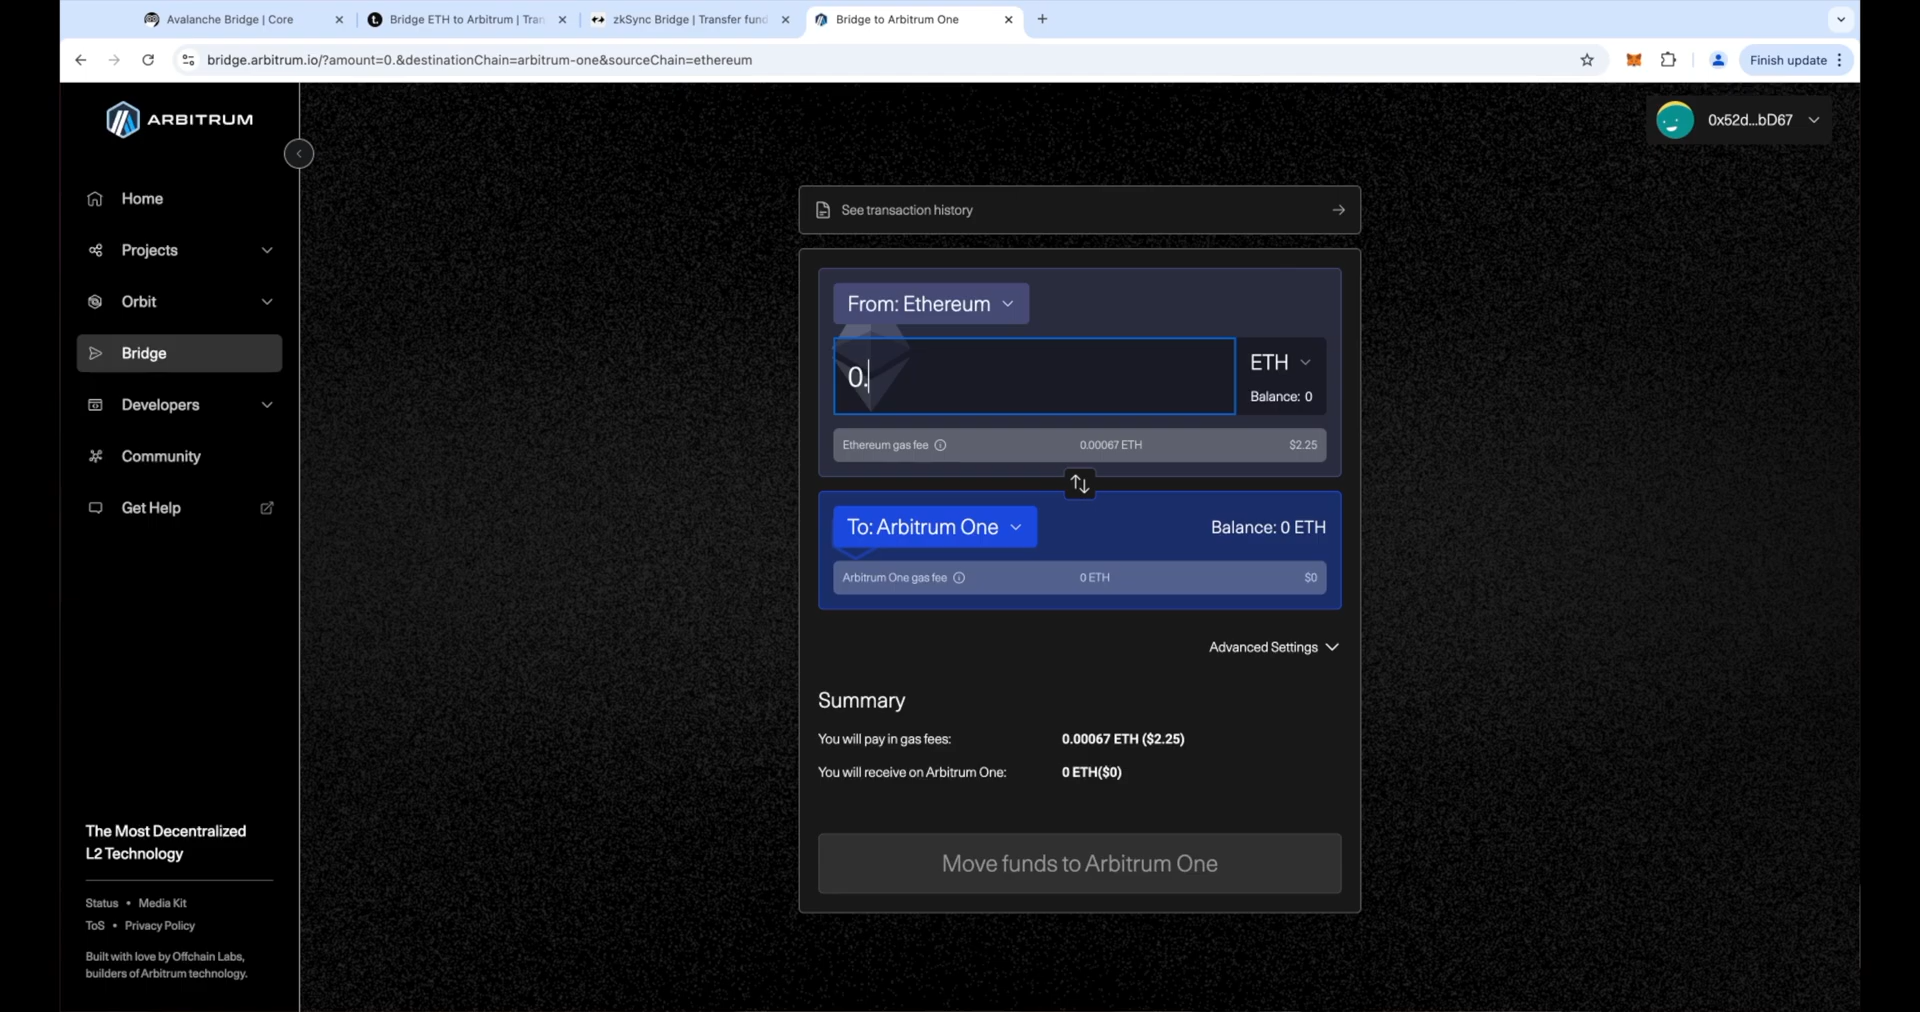 Avalanche Bridge | Core
Bridge ETH to Arbitrum | Tran
zkSync Bridge | Transfer fund
Bridge to Arbitrum One
bridge.arbitrum.io/?amount=0.&destinationChain=arbitrum-one&sourceChain=ethereum
Finish update
ARBITRUM
0x52d...bD67
Home
Projects
Orbit
Bridge
Developers
Community
Get Help
See transaction history
From: Ethereum
0.
ETH
Balance: 0
Ethereum gas fee 0.00067 ETH $2.25
To: Arbitrum One
Balance: 0 ETH
Arbitrum One gas fee 0 ETH $0
Advanced Settings
Summary
You will pay in gas fees: 0.00067 ETH ($2.25)
You will receive on Arbitrum One: 0 ETH($0)
Move funds to Arbitrum One
The Most Decentralized
L2 Technology
Status • Media Kit
ToS • Privacy Policy
Built with love by Offchain Labs,
builders of Arbitrum technology.